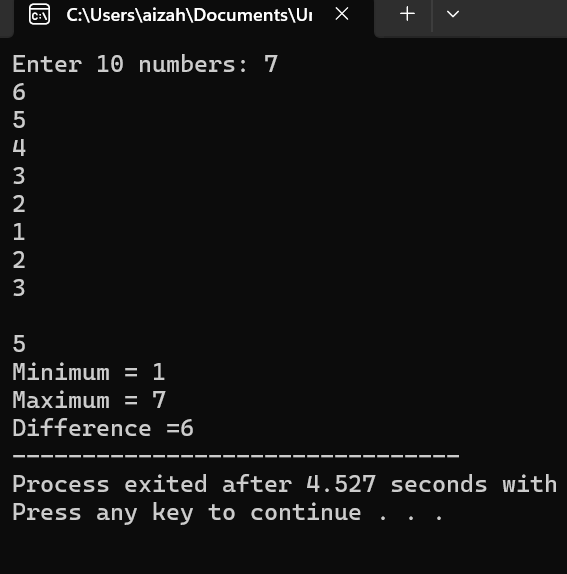 C:\Users\aizah\Documents\Ur
Enter 10 numbers: 7
6
5
4
3
2
1
2
3
5
Minimum = 1
Maximum = 7
Difference =6
--------------------------------
Process exited after 4.527 seconds with
Press any key to continue . . .